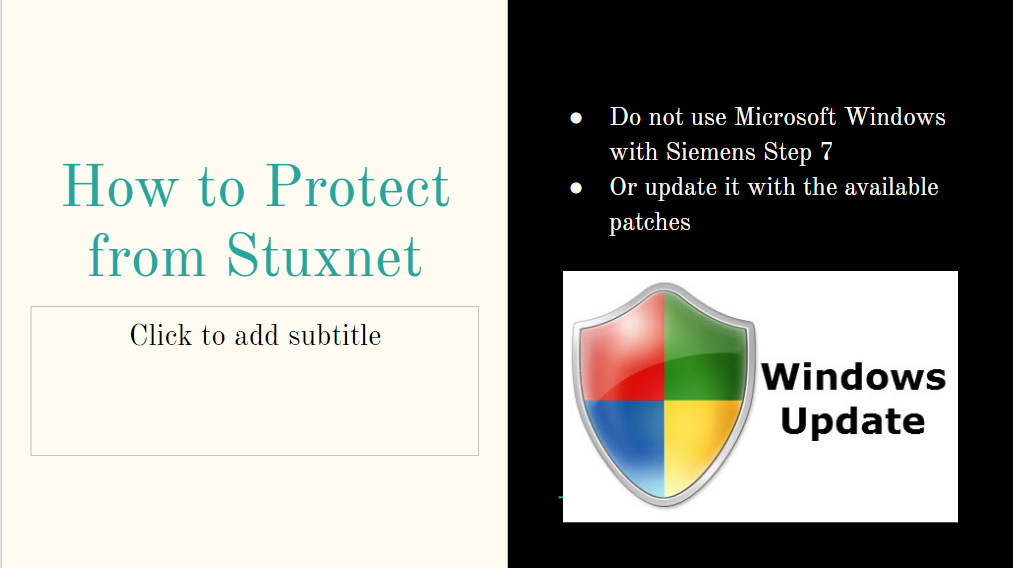 How to Protect
from Stuxnet
Click to add subtitle
● Do not use Microsoft Windows
with Siemens Step 7
● Or update it with the available
patches
Windows
Update